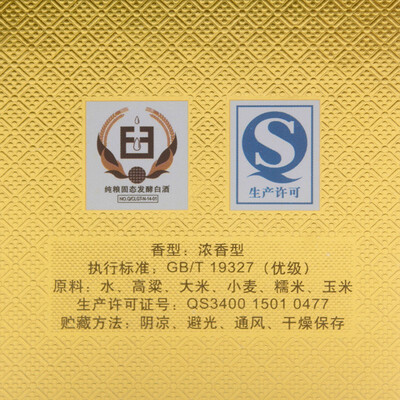 纯粮固态发酵白酒
生产许可
香型：浓香型
执行标准：GB/T 19327（优级）
原料：水、高粱、大米、小麦、糯米、玉米
生产许可证号：QS3400 1501 0477
贮藏方法：阴凉、避光、通风、干燥保存